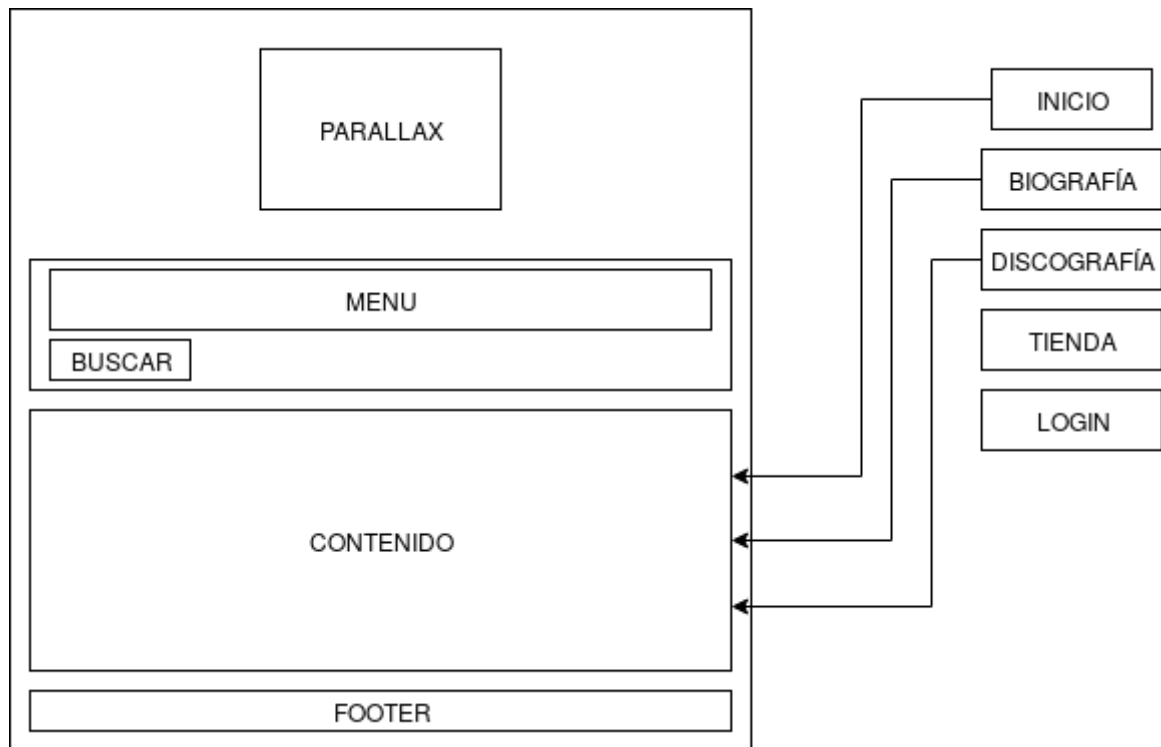 PARALLAX
MENU
BUSCAR
CONTENIDO
FOOTER
INICIO
BIOGRAFÍA
DISCOGRAFÍA
TIENDA
LOGIN